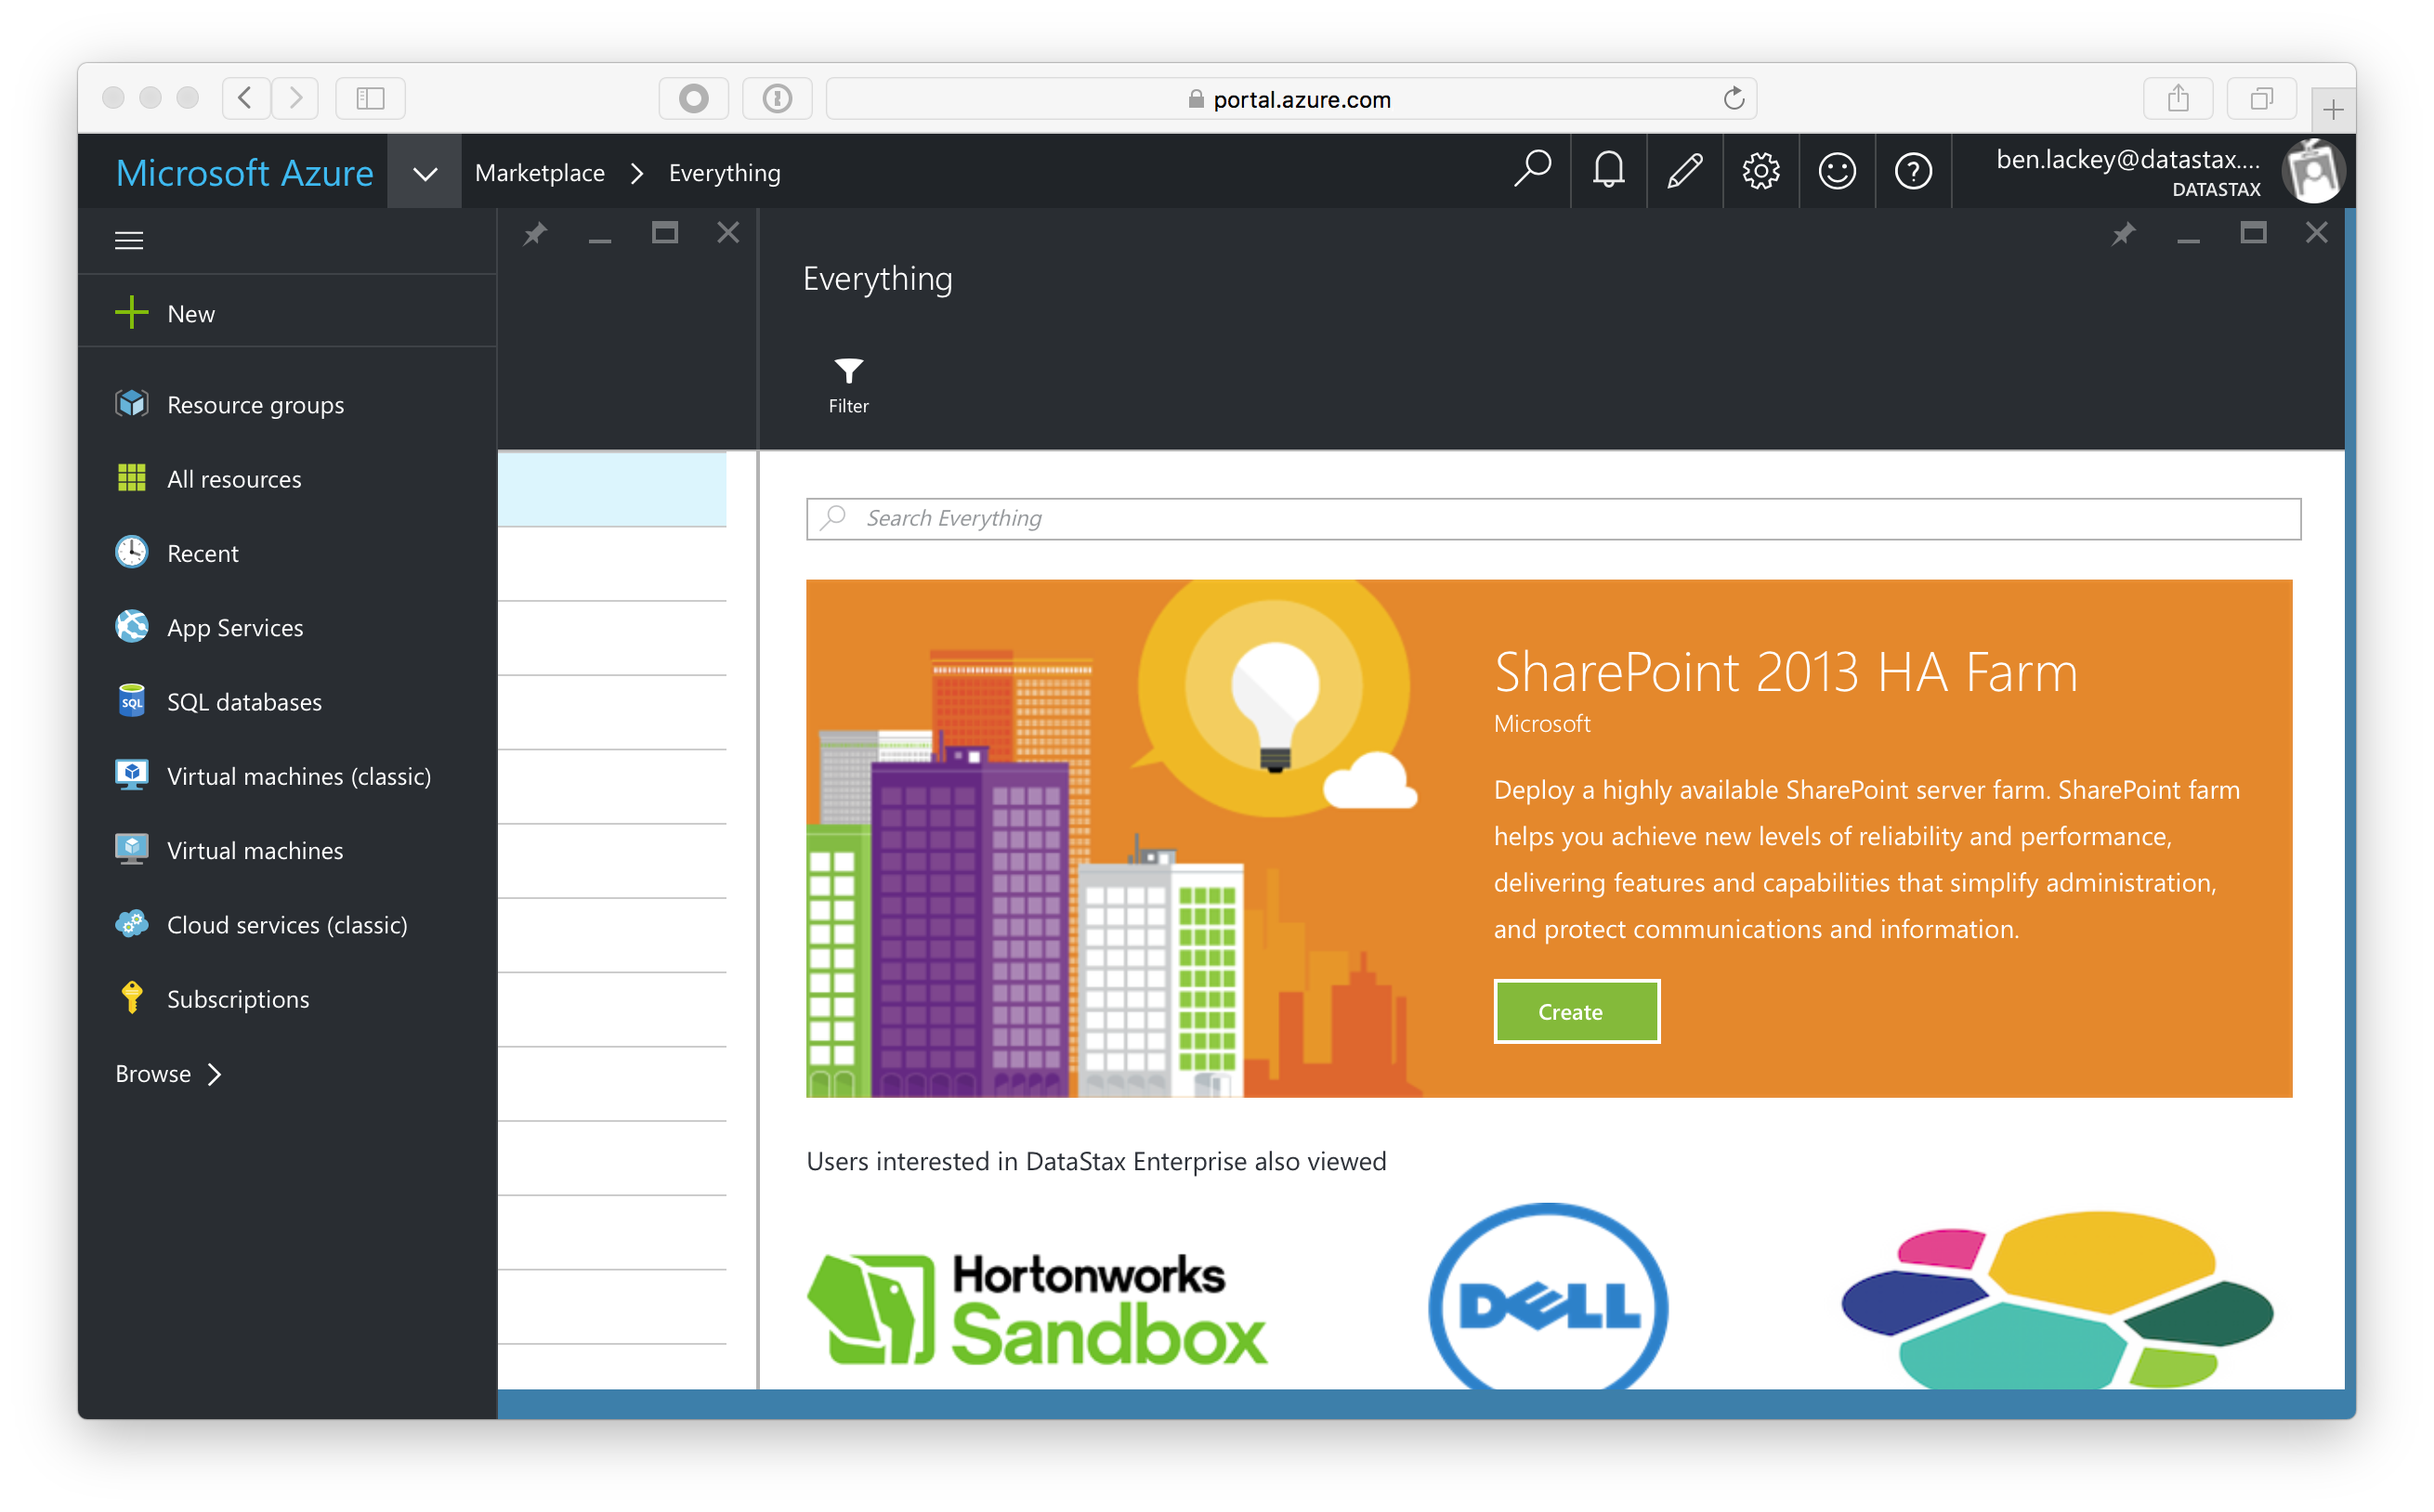 portal.azure.com
Microsoft Azure
Marketplace
Everything
ben.lackey@datastax....
DATASTAX
New
Resource groups
All resources
Recent
App Services
SQL
SQL databases
Virtual machines (classic)
Virtual machines
Cloud services (classic)
Subscriptions
Browse
Everything
Filter
Search Everything
SharePoint 2013 HA Farm
Microsoft
Deploy a highly available SharePoint server farm. SharePoint farm
helps you achieve new levels of reliability and performance,
delivering features and capabilities that simplify administration,
and protect communications and information.
Create
Users interested in DataStax Enterprise also viewed
Hortonworks
Sandbox
DELL